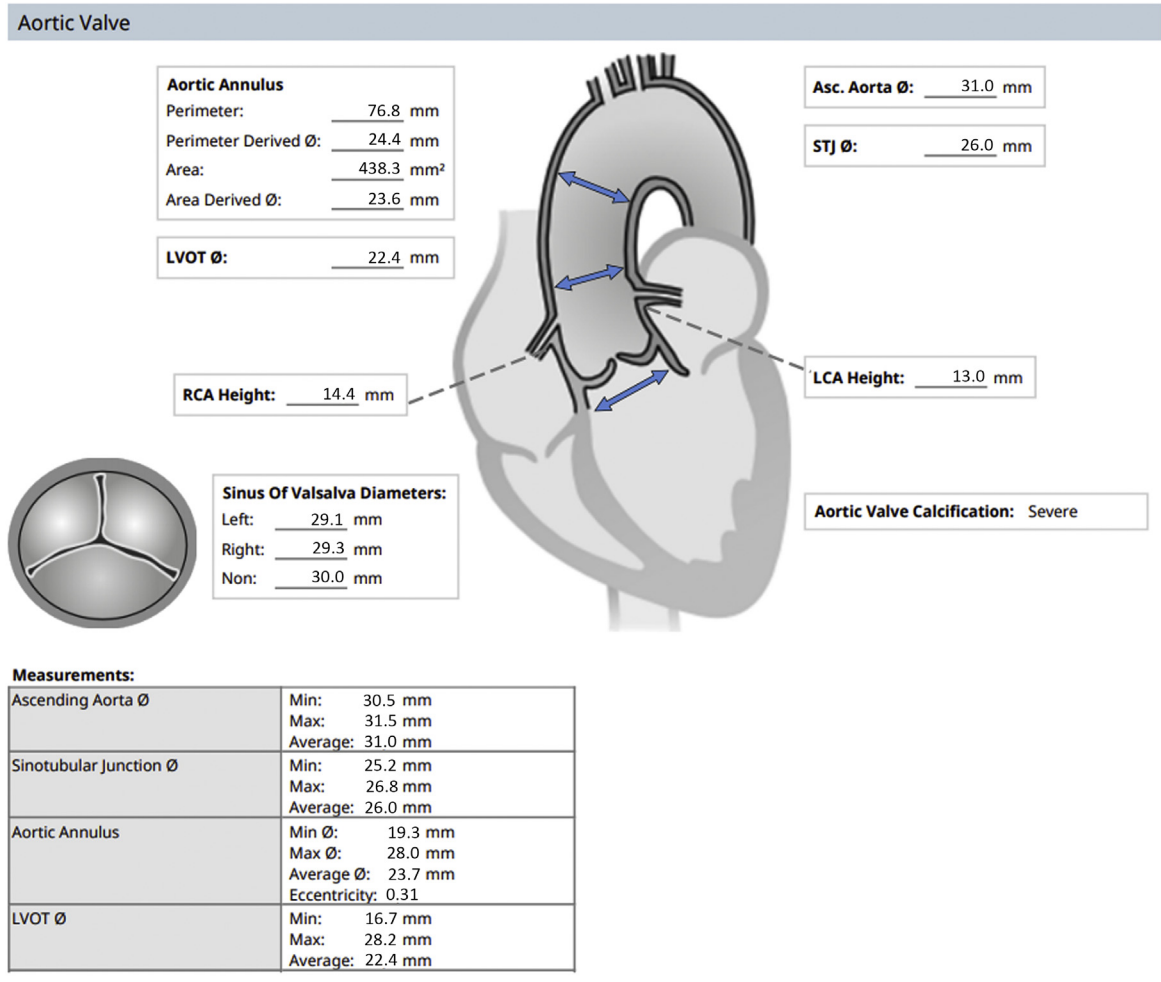 Aortic Valve
Aortic Annulus
Perimeter: 76.8 mm
Perimeter Derived Ø: 24.4 mm
Area: 438.3 mm²
Area Derived Ø: 23.6 mm
LVOT Ø: 22.4 mm
Asc. Aorta Ø: 31.0 mm
STJ Ø: 26.0 mm
RCA Height: 14.4 mm
LCA Height: 13.0 mm
Sinus Of Valsalva Diameters:
Left: 29.1 mm
Right: 29.3 mm
Non: 30.0 mm
Aortic Valve Calcification: Severe
Measurements:
Ascending Aorta Ø Min: 30.5 mm
Max: 31.5 mm
Average: 31.0 mm
Sinotubular Junction Ø Min: 25.2 mm
Max: 26.8 mm
Average: 26.0 mm
Aortic Annulus Min Ø: 19.3 mm
Max Ø: 28.0 mm
Average Ø: 23.7 mm
Eccentricity: 0.31
LVOT Ø Min: 16.7 mm
Max: 28.2 mm
Average: 22.4 mm